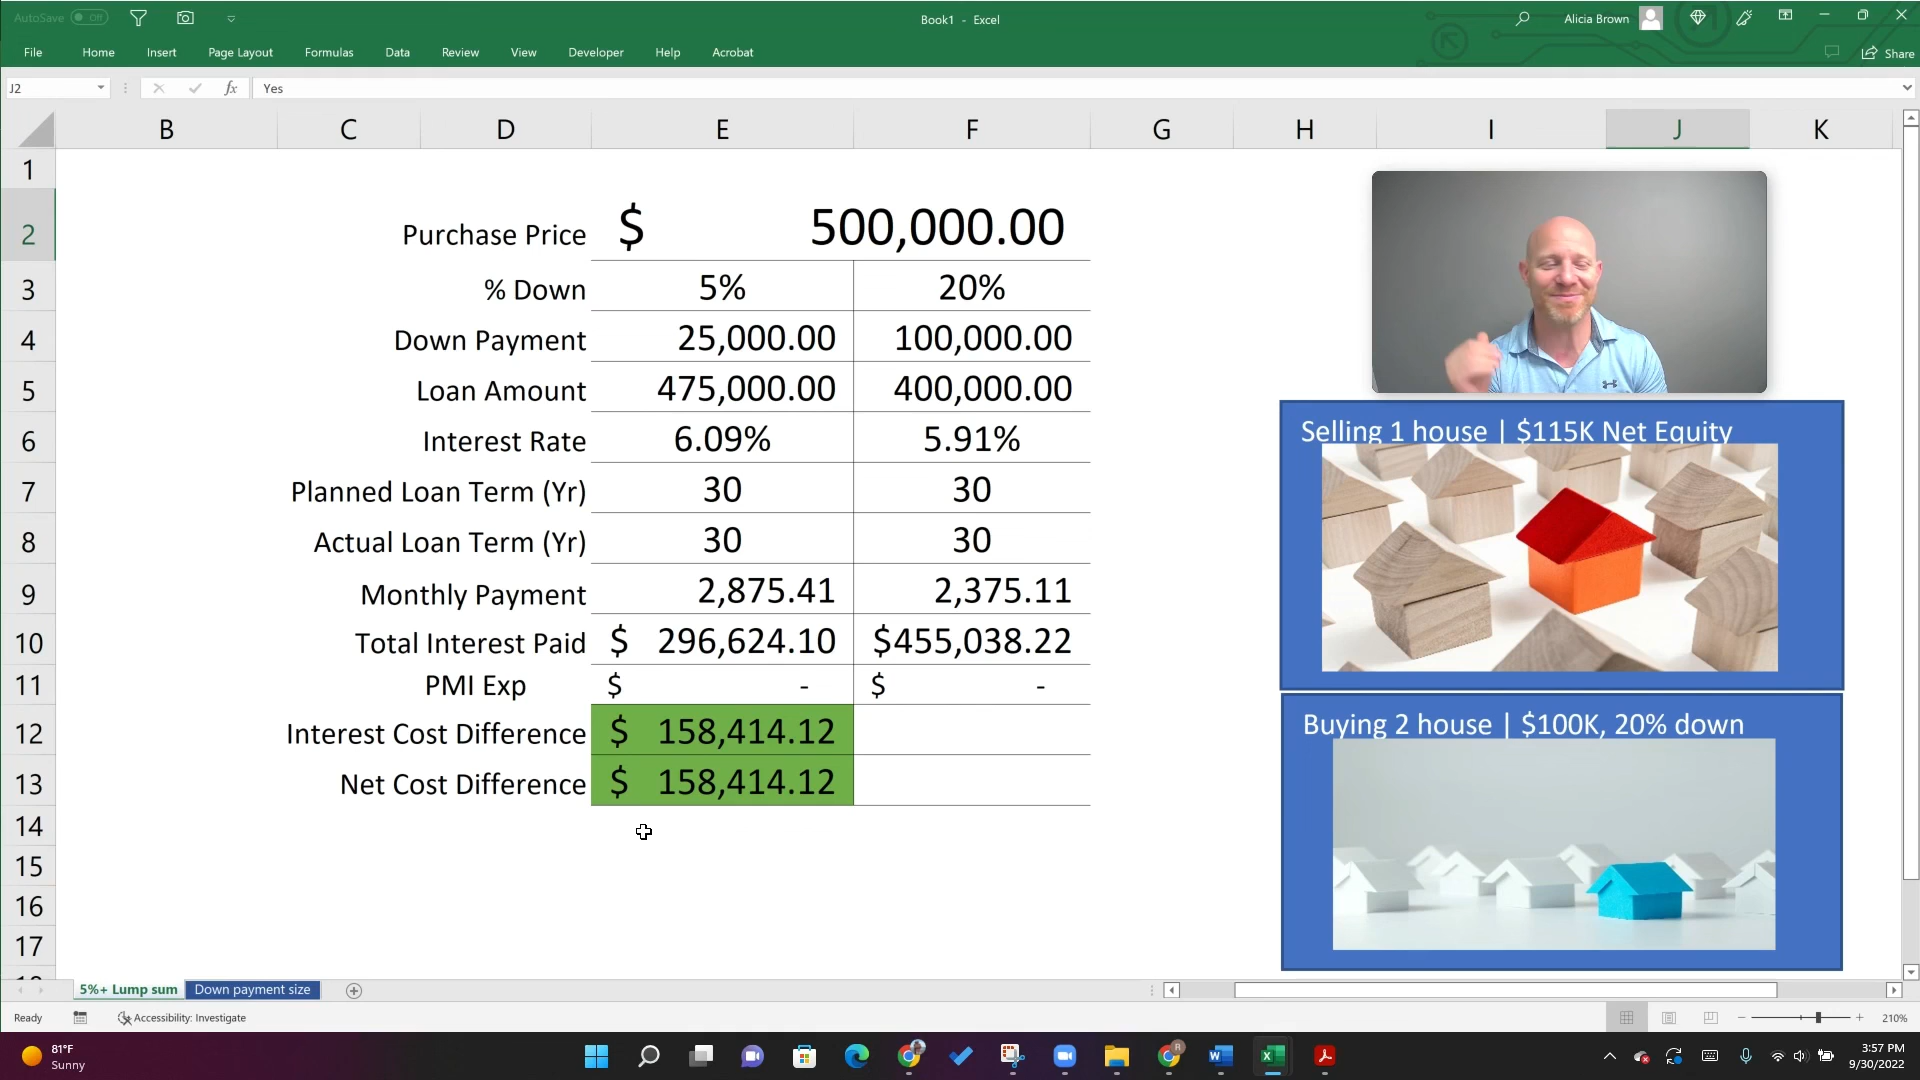 AutoSave Off
Book1 - Excel
Alicia Brown
File Home Insert Page Layout Formulas Data Review View Developer Help Acrobat
Share
J2
fx
Yes
B C D E F G H I J K
1
2 Purchase Price $ 500,000.00
3 % Down 5% 20%
4 Down Payment 25,000.00 100,000.00
5 Loan Amount 475,000.00 400,000.00
6 Interest Rate 6.09% 5.91%
7 Planned Loan Term (Yr) 30 30
8 Actual Loan Term (Yr) 30 30
9 Monthly Payment 2,875.41 2,375.11
10 Total Interest Paid $ 296,624.10 $455,038.22
11 PMI Exp $ - $ -
12 Interest Cost Difference $ 158,414.12
13 Net Cost Difference $ 158,414.12
14
15
16
17
Selling 1 house | $115K Net Equity
Buying 2 house | $100K, 20% down
5%+ Lump sum
Down payment size
Ready
Accessibility: Investigate
210%
81°F
Sunny
3:57 PM
9/30/2022